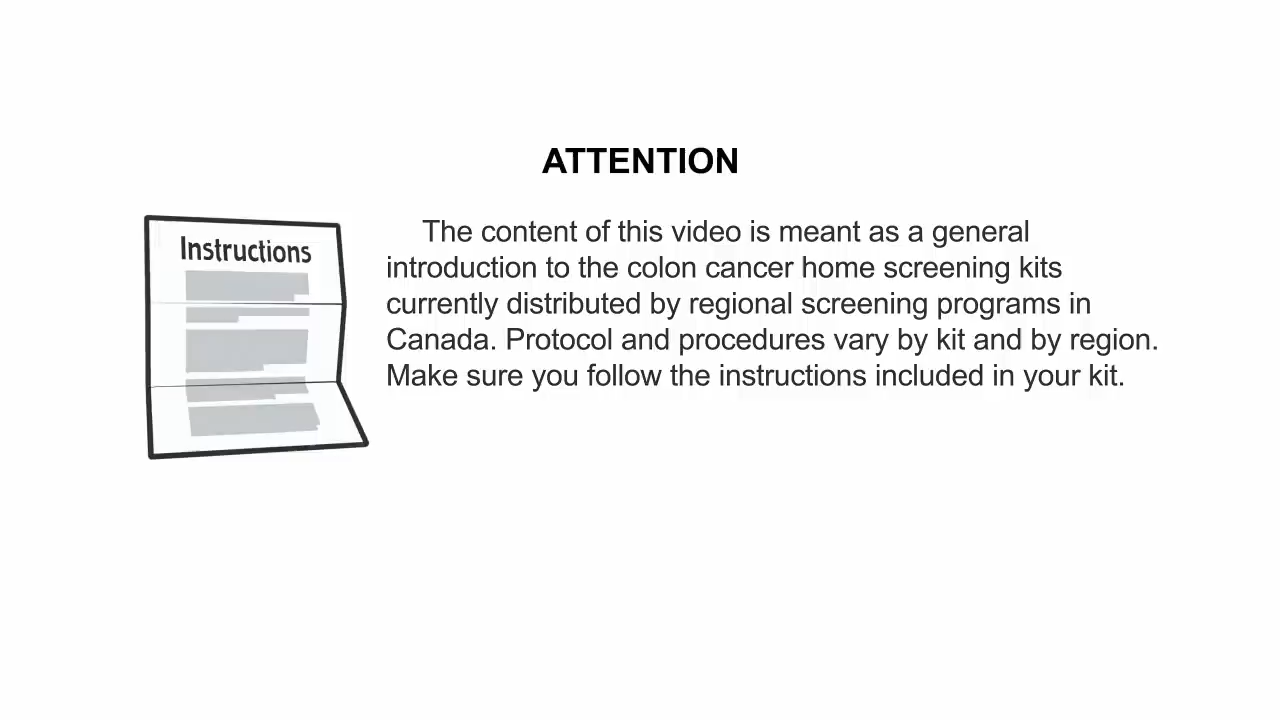 ATTENTION
Instructions
The content of this video is meant as a general
introduction to the colon cancer home screening kits
currently distributed by regional screening programs in
Canada. Protocol and procedures vary by kit and by region.
Make sure you follow the instructions included in your kit.